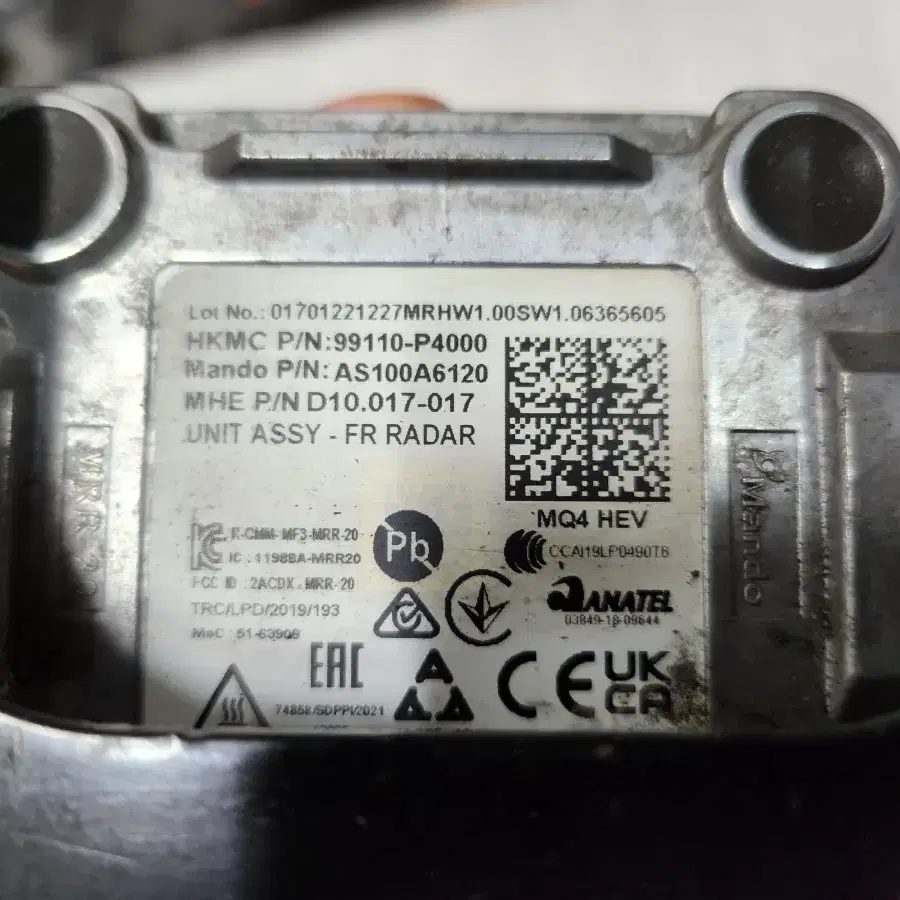 Lot No.: 01701221227MRHW1.00SW1.06365605
HKMC P/N:99110-P4000
Mando P/N: AS100A6120
MHE P/N D10.017-017
UNIT ASSY - FR RADAR
MQ4 HEV
R-CMM-MF3-MRR-20
IC : 11988A-MRR20
FCC ID : 2ACDX-MRR-20
TRC/LPD/2019/193
Pb
CCAI19LP0490T6
ANATEL
03849-18-09644
EAC
74858/SDPPI/2021
CE
UK
CA
MRR
Mando